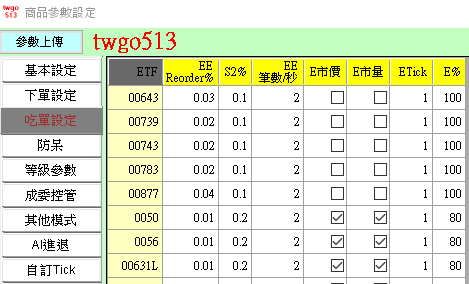 twgo 513 商品參數設定
參數上傳 twgo513
基本設定
下單設定
吃單設定
防呆
等級參數
成委控管
其他模式
AI進退
自訂Tick
ETF EE Reorder% S2% EE 筆數/秒 E市價 E市量 ETick E%
00643 0.03 0.1 2 1 100
00739 0.02 0.1 2 1 100
00743 0.02 0.1 2 1 100
00783 0.02 0.1 2 1 100
00877 0.04 0.1 2 1 100
0050 0.01 0.2 2 1 80
0056 0.01 0.2 2 1 80
00631L 0.01 0.2 2 1 80